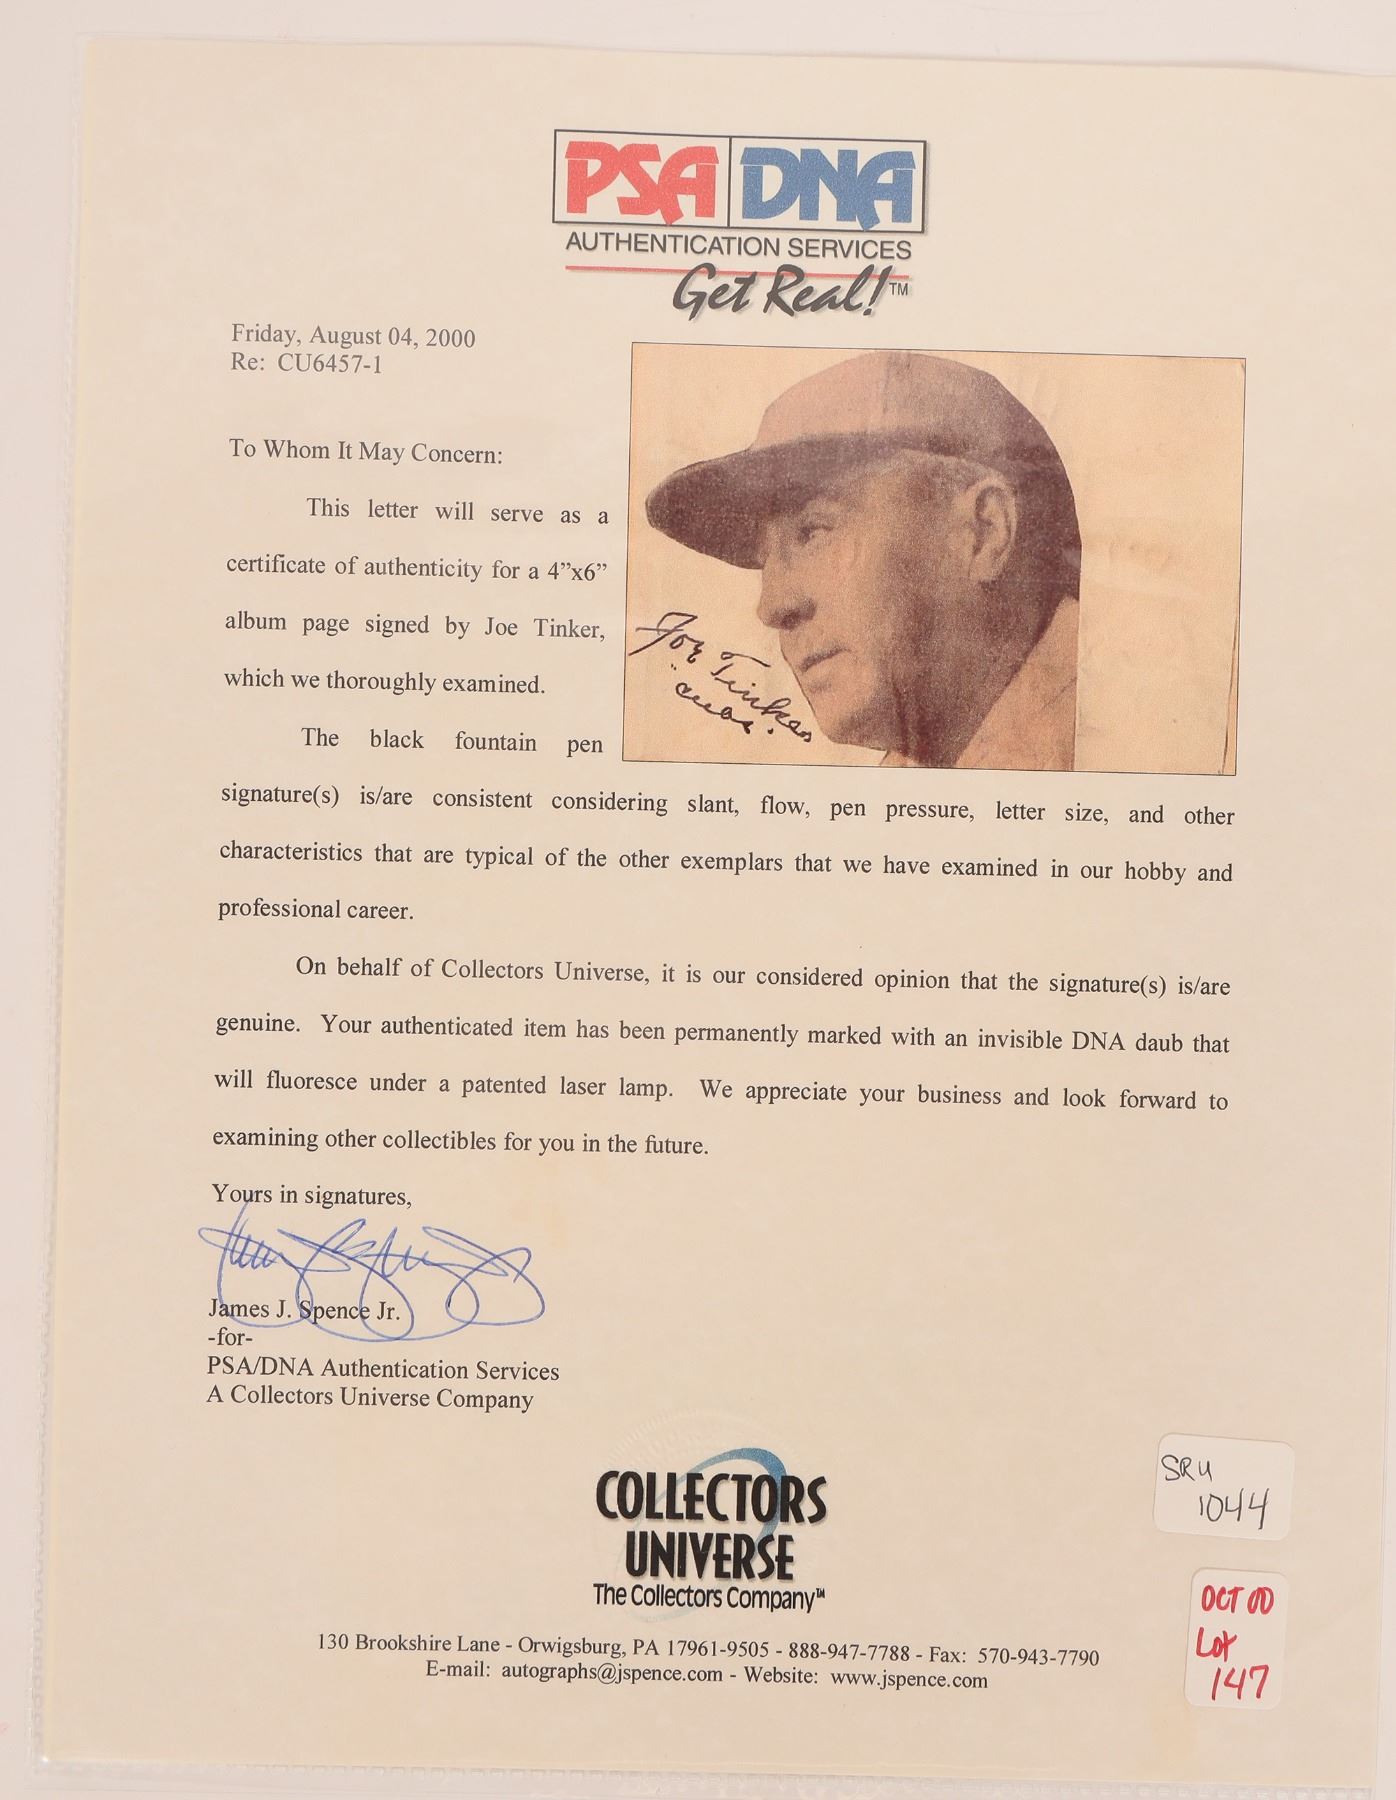 PSA DNA
AUTHENTICATION SERVICES
Get Real!™
Friday, August 04, 2000
Re: CU6457-1
To Whom It May Concern:
This letter will serve as a
certificate of authenticity for a 4”x6”
album page signed by Joe Tinker,
which we thoroughly examined.
Joe Tinker
"Cubs"
The black fountain pen
signature(s) is/are consistent considering slant, flow, pen pressure, letter size, and other
characteristics that are typical of the other exemplars that we have examined in our hobby and
professional career.
On behalf of Collectors Universe, it is our considered opinion that the signature(s) is/are
genuine. Your authenticated item has been permanently marked with an invisible DNA daub that
will fluoresce under a patented laser lamp. We appreciate your business and look forward to
examining other collectibles for you in the future.
Yours in signatures,
James J. Spence Jr.
-for-
PSA/DNA Authentication Services
A Collectors Universe Company
COLLECTORS
UNIVERSE
The Collectors Company™
SRU
1044
OCT 00
Lot
147
130 Brookshire Lane - Orwigsburg, PA 17961-9505 - 888-947-7788 - Fax: 570-943-7790
E-mail: autographs@jspence.com - Website: www.jspence.com